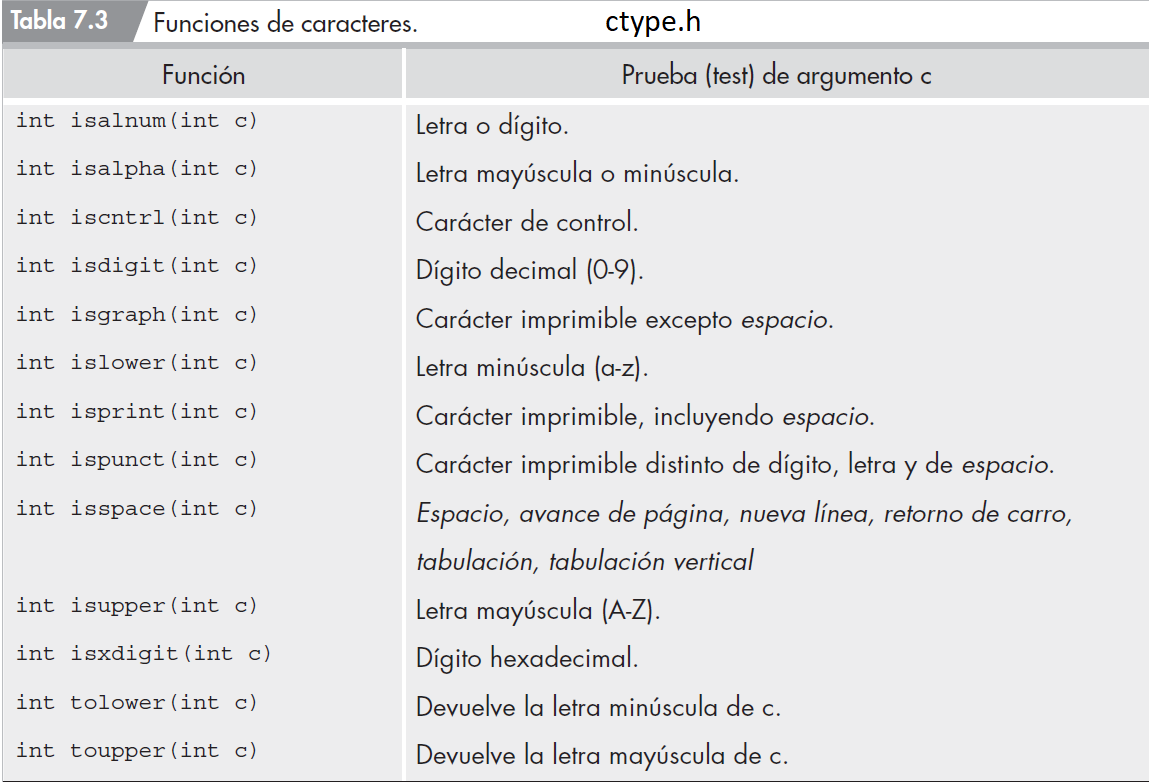 Tabla 7.3 Funciones de caracteres. ctype.h
Función Prueba (test) de argumento c
int isalnum(int c) Letra o dígito.
int isalpha(int c) Letra mayúscula o minúscula.
int iscntrl(int c) Carácter de control.
int isdigit(int c) Dígito decimal (0-9).
int isgraph(int c) Carácter imprimible excepto espacio.
int islower(int c) Letra minúscula (a-z).
int isprint(int c) Carácter imprimible, incluyendo espacio.
int ispunct(int c) Carácter imprimible distinto de dígito, letra y de espacio.
int isspace(int c) Espacio, avance de página, nueva línea, retorno de carro,
tabulación, tabulación vertical
int isupper(int c) Letra mayúscula (A-Z).
int isxdigit(int c) Dígito hexadecimal.
int tolower(int c) Devuelve la letra minúscula de c.
int toupper(int c) Devuelve la letra mayúscula de c.